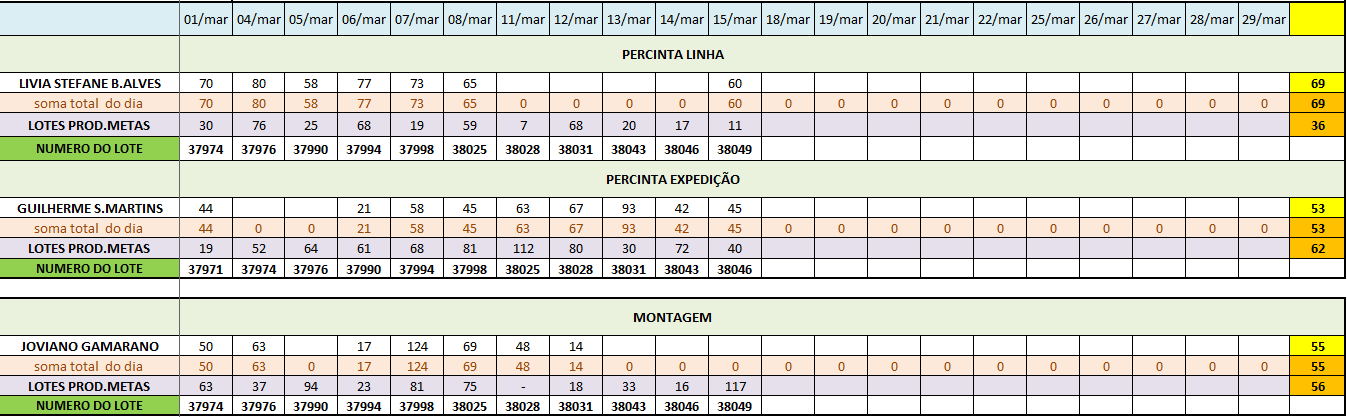 01/mar 04/mar 05/mar 06/mar 07/mar 08/mar 11/mar 12/mar 13/mar 14/mar 15/mar 18/mar 19/mar 20/mar 21/mar 22/mar 25/mar 26/mar 27/mar 28/mar 29/mar
PERCINTA LINHA
LIVIA STEFANE B.ALVES 70 80 58 77 73 65 60 69
soma total do dia 70 80 58 77 73 65 0 0 0 0 60 0 0 0 0 0 0 0 0 0 0 69
LOTES PROD.METAS 30 76 25 68 19 59 7 68 20 17 11 36
NUMERO DO LOTE 37974 37976 37990 37994 37998 38025 38028 38031 38043 38046 38049
PERCINTA EXPEDIÇÃO
GUILHERME S.MARTINS 44 21 58 45 63 67 93 42 45 53
soma total do dia 44 0 0 21 58 45 63 67 93 42 45 0 0 0 0 0 0 0 0 0 0 53
LOTES PROD.METAS 19 52 64 61 68 81 112 80 30 72 40 62
NUMERO DO LOTE 37971 37974 37976 37990 37994 37998 38025 38028 38031 38043 38046
MONTAGEM
JOVIANO GAMARANO 50 63 17 124 69 48 14 55
soma total do dia 50 63 0 17 124 69 48 14 0 0 0 0 0 0 0 0 0 0 0 0 0 55
LOTES PROD.METAS 63 37 94 23 81 75 - 18 33 16 117 56
NUMERO DO LOTE 37974 37976 37990 37994 37998 38025 38028 38031 38043 38046 38049